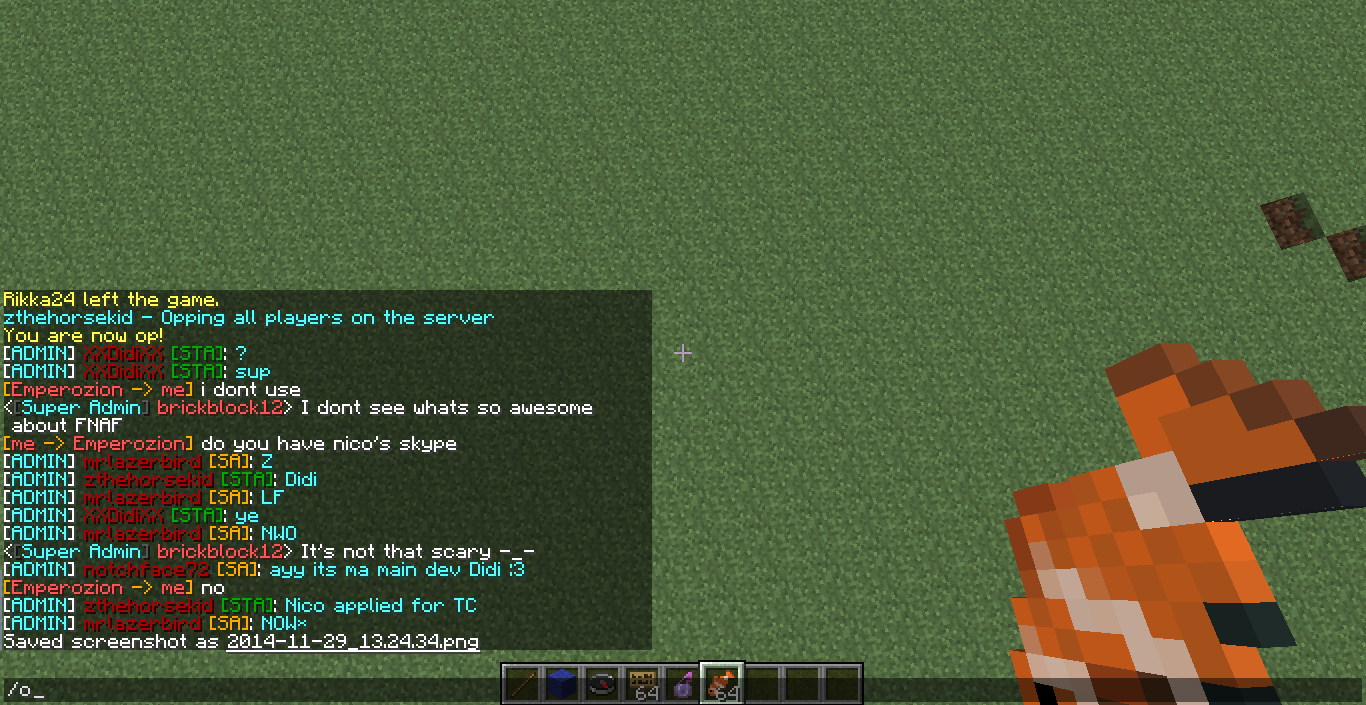 Rikka24 left the game.
zthehorsekid - Opping all players on the server
You are now op!
[ADMIN] XXDidiXX [STA]: ?
[ADMIN] XXDidiXX [STA]: sup
[Emperozion -> me] i dont use
<[Super Admin] brickblock12> I dont see whats so awesome
about FNAF
[me -> Emperozion] do you have nico's skype
[ADMIN] mrlazerbird [SA]: Z
[ADMIN] zthehorsekid [STA]: Didi
[ADMIN] mrlazerbird [SA]: LF
[ADMIN] XXDidiXX [STA]: ye
[ADMIN] mrlazerbird [SA]: NWO
<[Super Admin] brickblock12> It's not that scary -_-
[ADMIN] notchface72 [SA]: ayy its ma main dev Didi :3
[Emperozion -> me] no
[ADMIN] zthehorsekid [STA]: Nico applied for TC
[ADMIN] mrlazerbird [SA]: NOW*
Saved screenshot as 2014-11-29_13.24.34.png
64 64
/o_